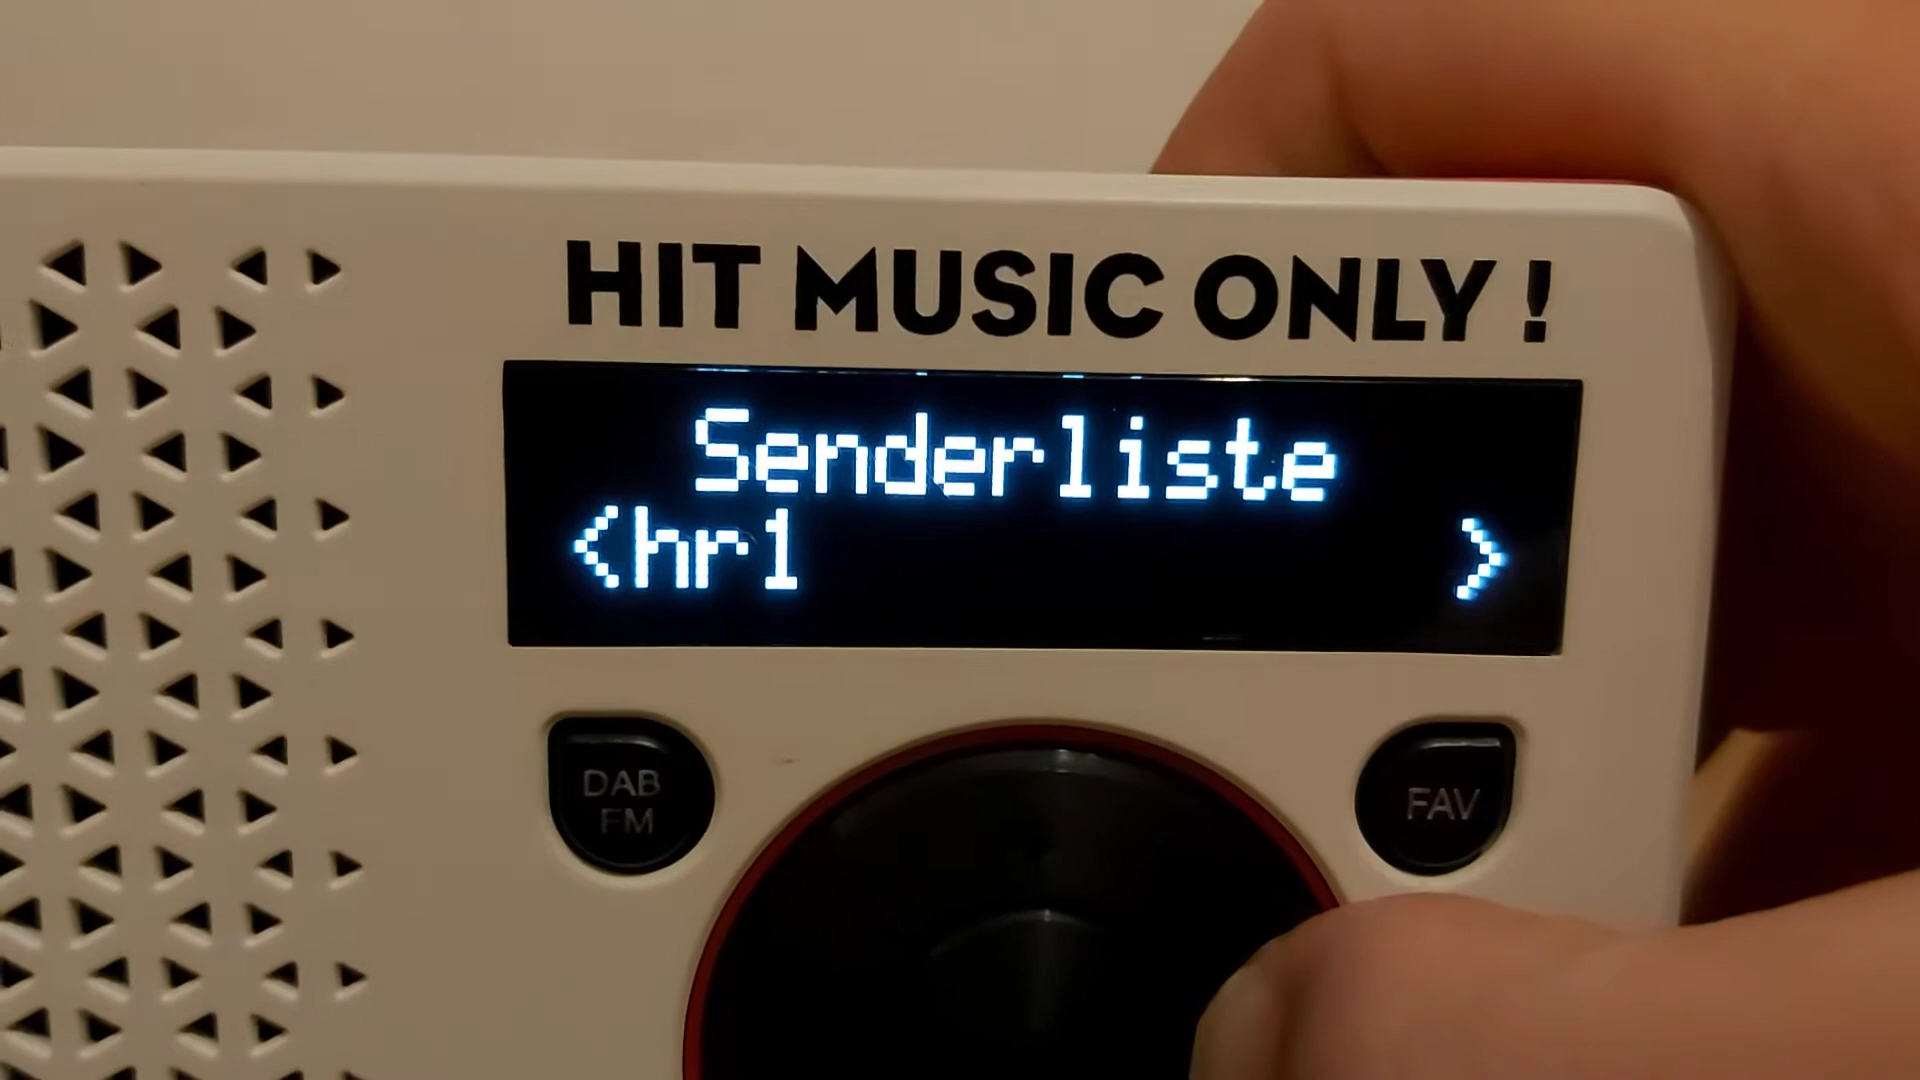 HIT MUSIC ONLY !
Senderliste
<hr1 >
DAB
FM
FAV